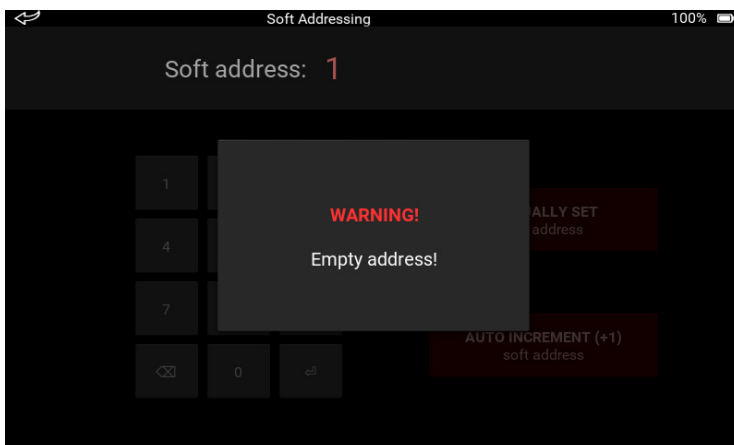 Soft Addressing
100%
Soft address: 1
WARNING!
Empty address!
1
4
7
0
ALLY SET
address
AUTO INCREMENT (+1)
soft address